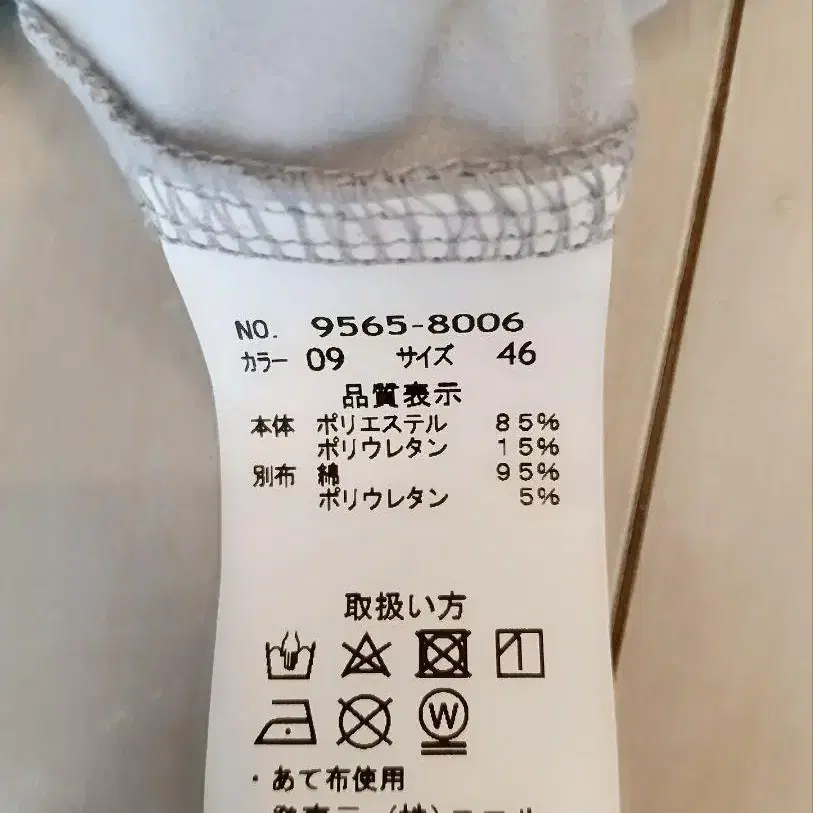 NO. 9565-8006
カラー 09 サイズ 46
品質表示
本体 ポリエステル 85%
ポリウレタン 15%
別布 綿 95%
ポリウレタン 5%
取扱い方
W
・あて布使用